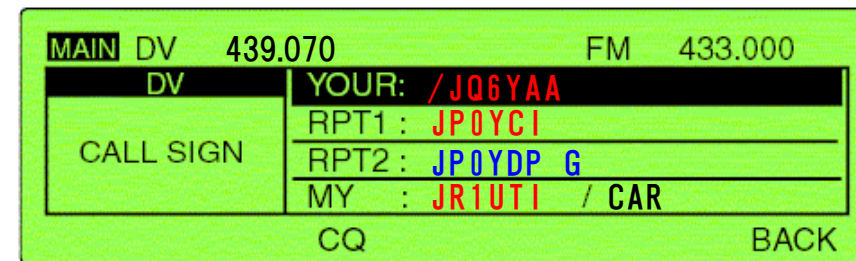 MAIN DV 439.070 FM 433.000
DV YOUR: /JQ6YAA
RPT1 : JP0YCI
CALL SIGN RPT2 : JP0YDP G
MY : JR1UTI / CAR
CQ BACK